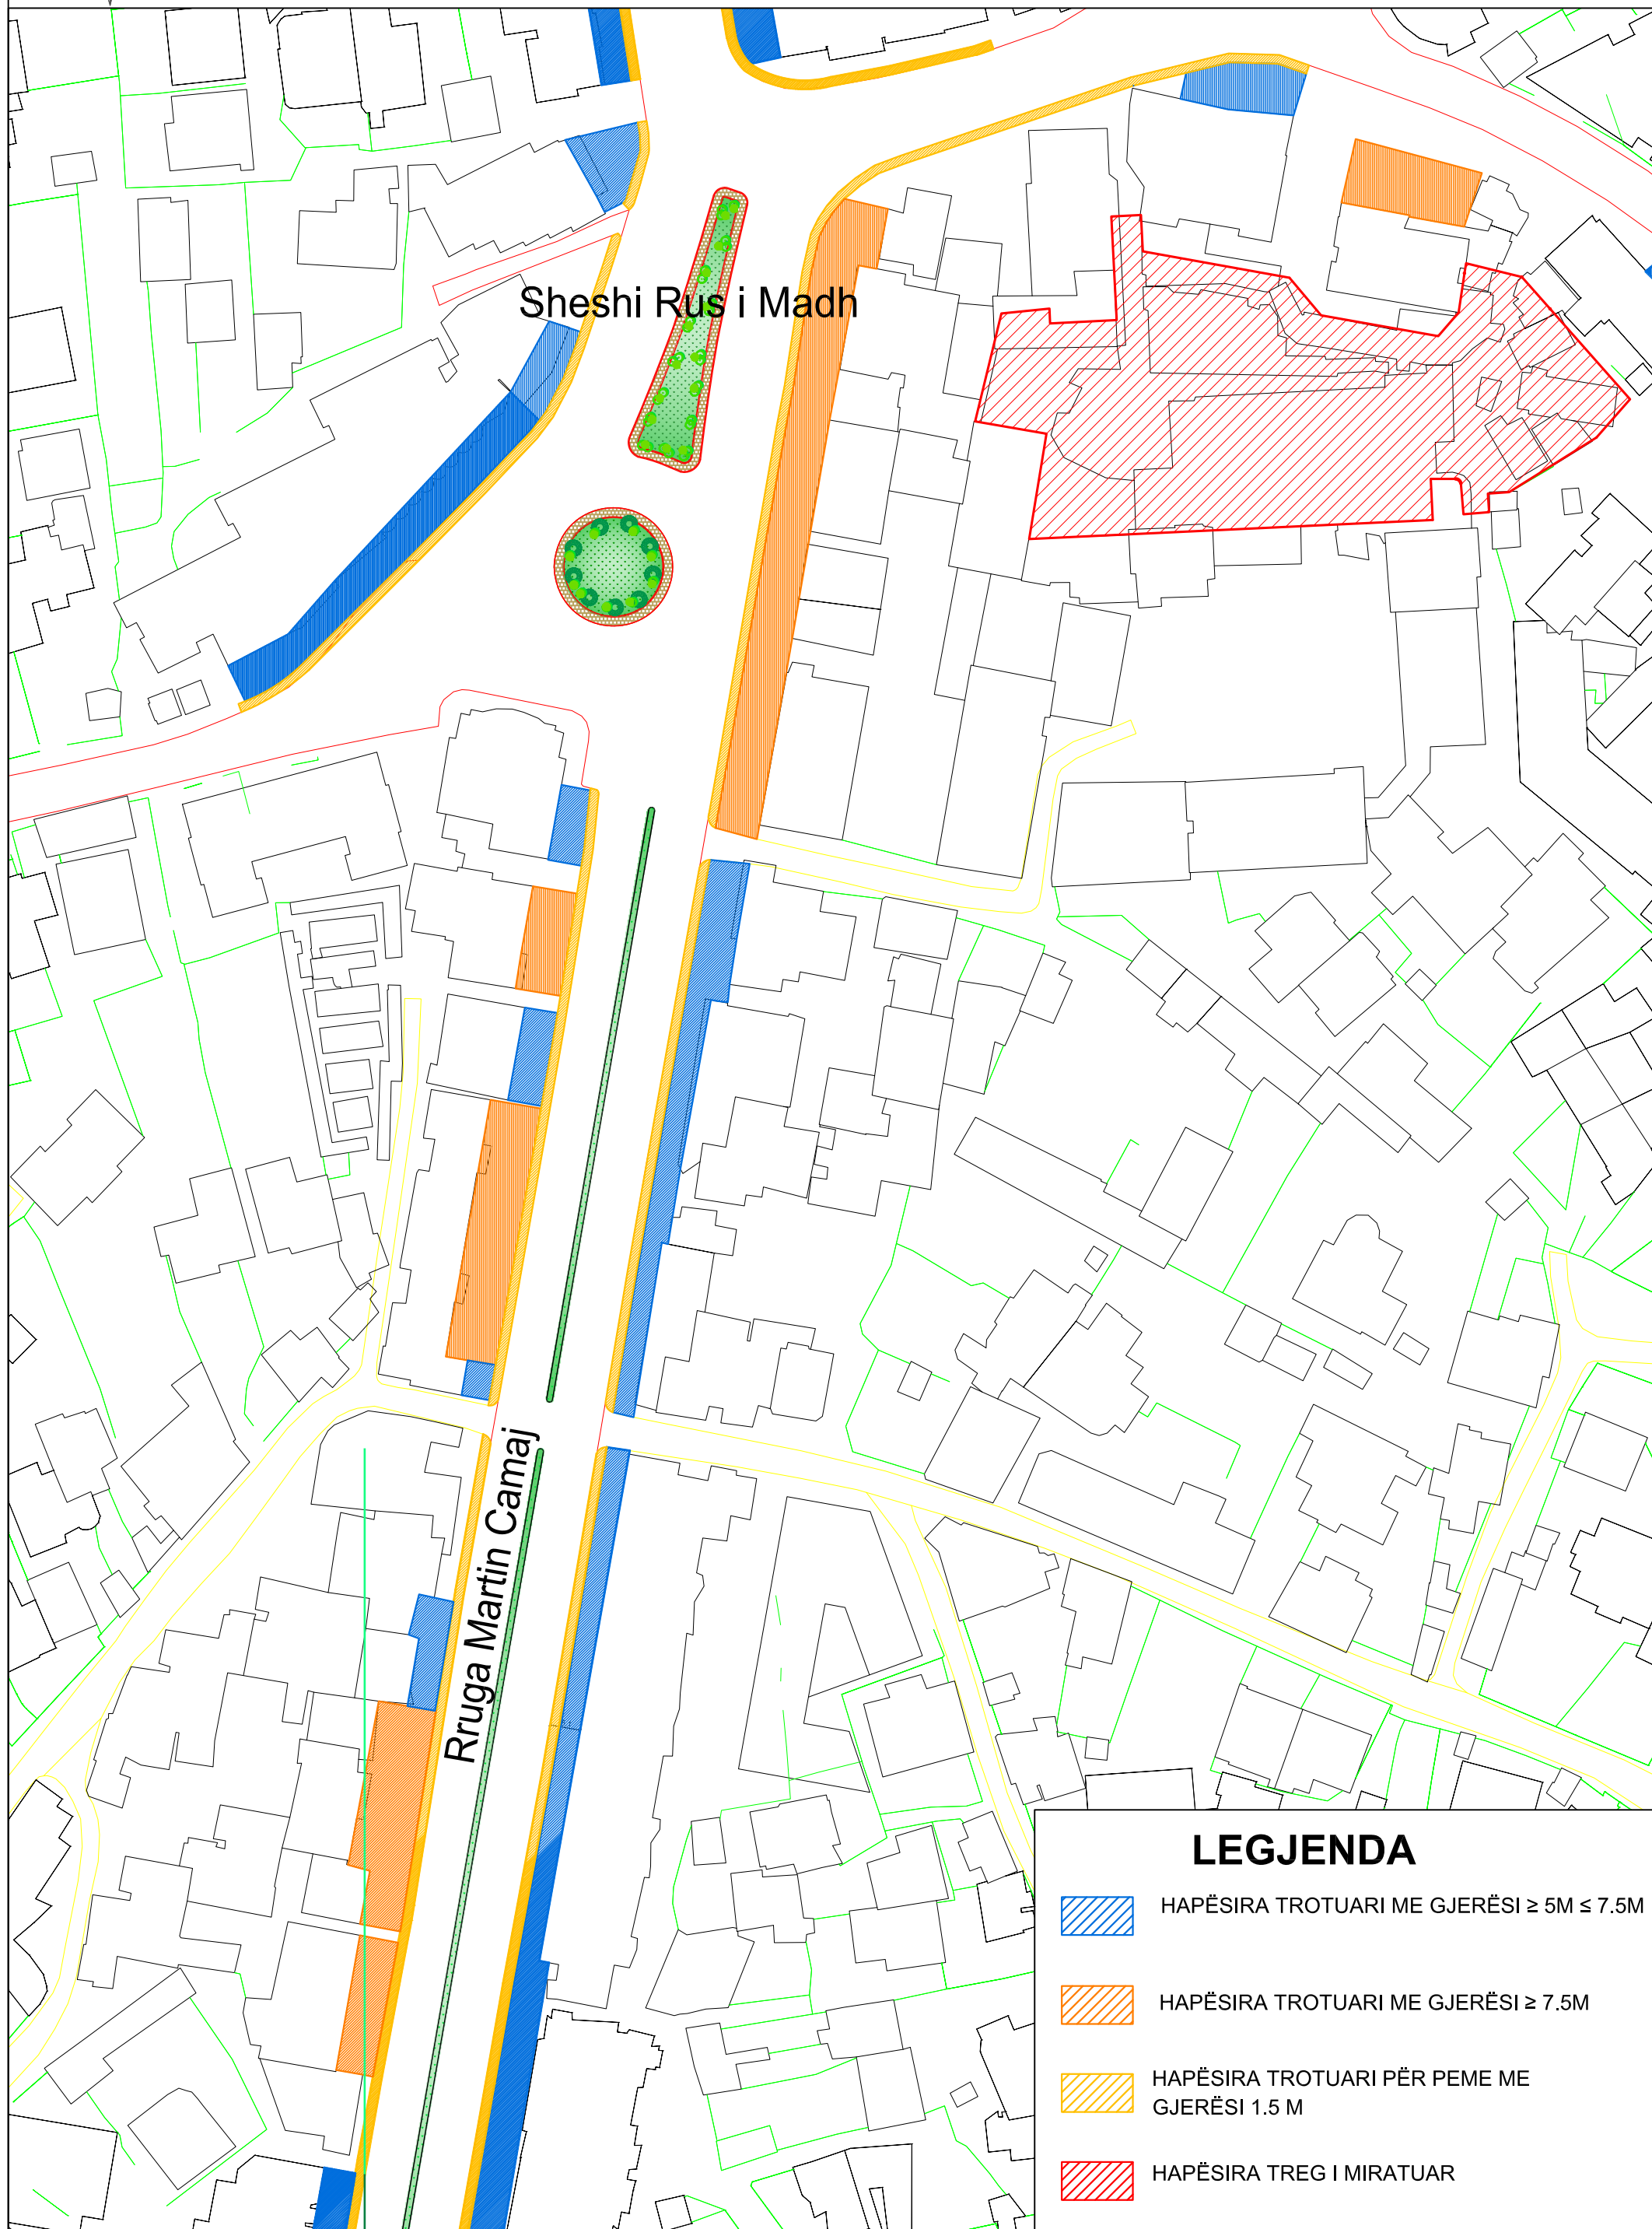 Sheshi Rus i Madh
Rruga Martin Camaj
LEGJENDA
HAPËSIRA TROTUARI ME GJERËSI ≥ 5M ≤ 7.5M
HAPËSIRA TROTUARI ME GJERËSI ≥ 7.5M
HAPËSIRA TROTUARI PËR PEME ME
GJERËSI 1.5 M
HAPËSIRA TREG I MIRATUAR